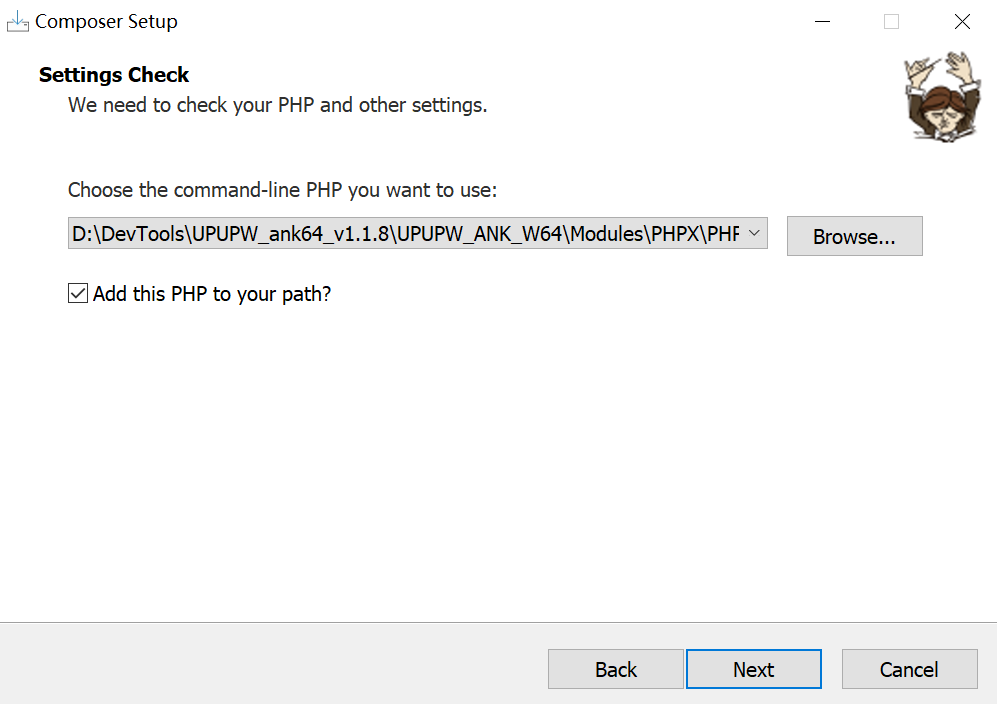 Composer Setup
Settings Check
We need to check your PHP and other settings.
Choose the command-line PHP you want to use:
D:\DevTools\UPUPW_ank64_v1.1.8\UPUPW_ANK_W64\Modules\PHPX\PHP
Browse...
Add this PHP to your path?
Back
Next
Cancel